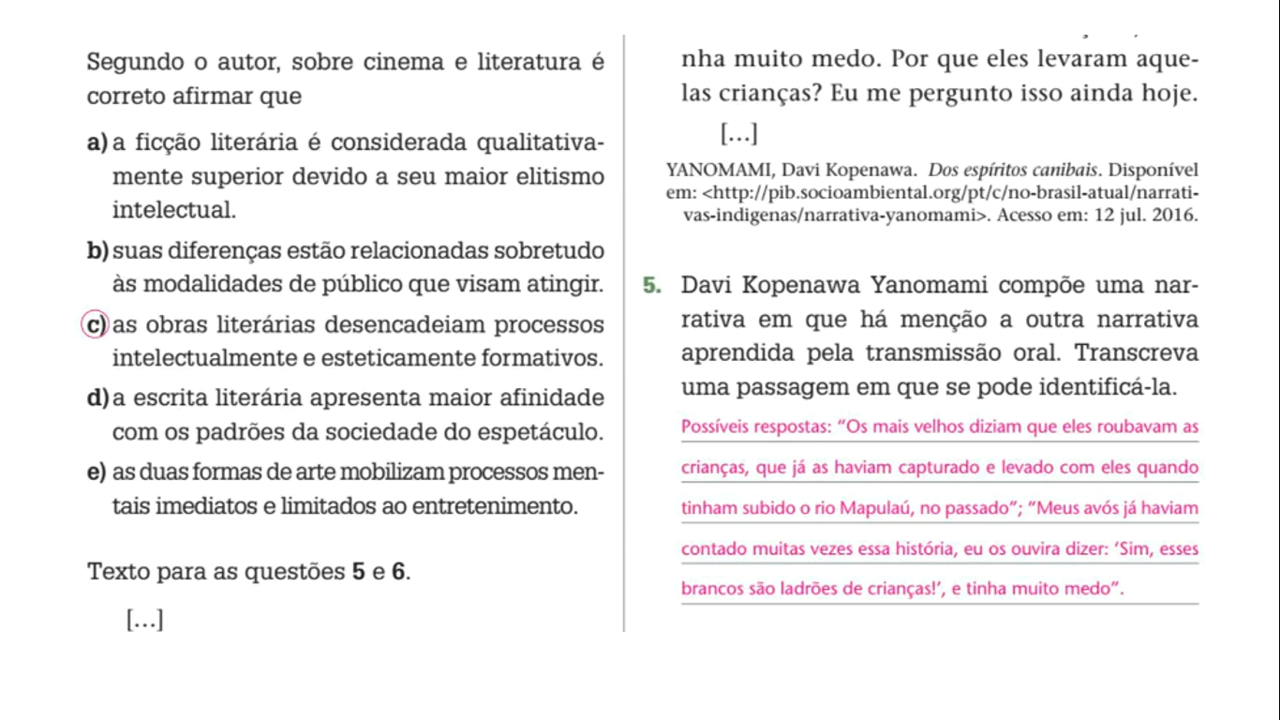 Segundo o autor, sobre cinema e literatura é
correto afirmar que
a) a ficção literária é considerada qualitativa-
mente superior devido a seu maior elitismo
intelectual.
b) suas diferenças estão relacionadas sobretudo
às modalidades de público que visam atingir.
c) as obras literárias desencadeiam processos
intelectualmente e esteticamente formativos.
d) a escrita literária apresenta maior afinidade
com os padrões da sociedade do espetáculo.
e) as duas formas de arte mobilizam processos men-
tais imediatos e limitados ao entretenimento.
Texto para as questões 5 e 6.
[...]
nha muito medo. Por que eles levaram aque-
las crianças? Eu me pergunto isso ainda hoje.
[...]
YANOMAMI, Davi Kopenawa. Dos espíritos canibais. Disponível
em: <http://pib.socioambiental.org/pt/c/no-brasil-atual/narrati-
vas-indigenas/narrativa-yanomami>. Acesso em: 12 jul. 2016.
5. Davi Kopenawa Yanomami compõe uma nar-
rativa em que há menção a outra narrativa
aprendida pela transmissão oral. Transcreva
uma passagem em que se pode identificá-la.
Possíveis respostas: “Os mais velhos diziam que eles roubavam as
crianças, que já as haviam capturado e levado com eles quando
tinham subido o rio Mapulaú, no passado”; “Meus avós já haviam
contado muitas vezes essa história, eu os ouvira dizer: ‘Sim, esses
brancos são ladrões de crianças!’, e tinha muito medo”.